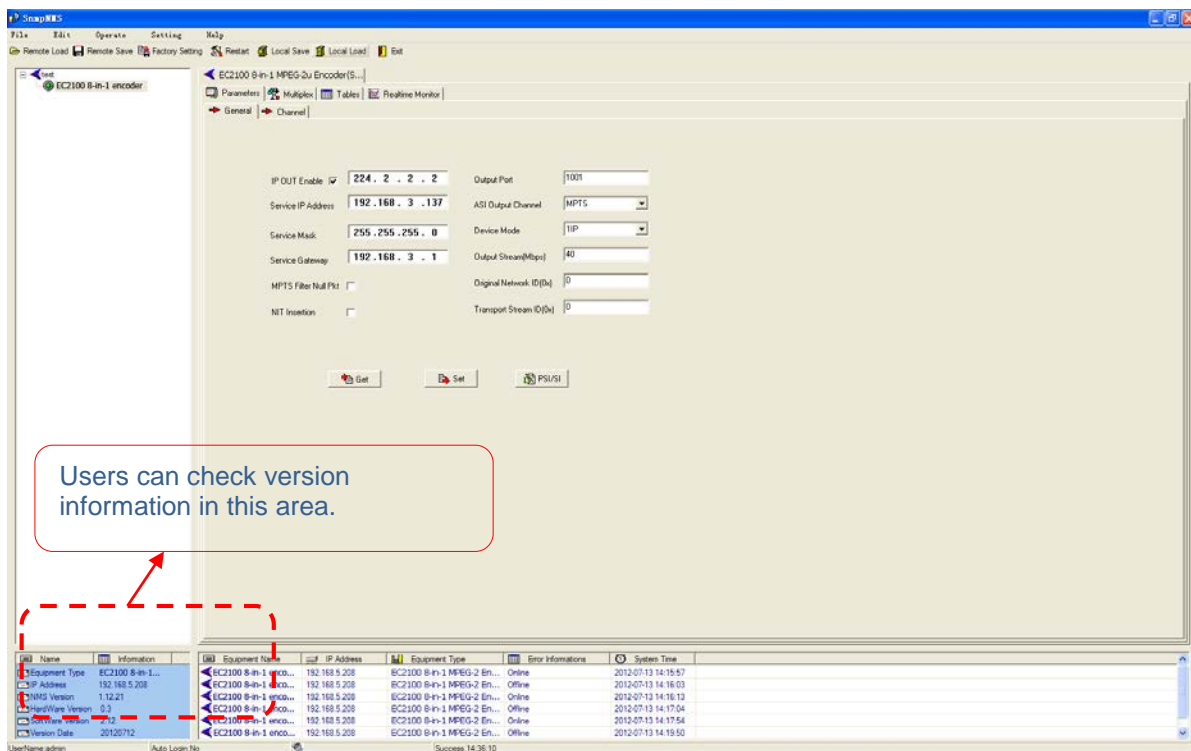 SnapNMS
File Edit Operate Setting Help
Remote Load Remote Save Factory Setting Restart Local Save Local Load Exit
test
EC2100 8-in-1 encoder
EC2100 8-in-1 MPEG-2u Encoder(S...
Parameters Multiplex Tables Realtime Monitor
General Channel
IP OUT Enable 224. 2 . 2 . 2 Output Port 1001
Service IP Address 192.168. 3 .137 ASI Output Channel MPTS
Service Mask 255.255.255. 0 Device Mode 1IP
Service Gateway 192.168. 3 . 1 Output Stream(Mbps) 40
MPTS Filter Null Pkt Original Network ID(0x) 0
NIT Insertion Transport Stream ID(0x) 0
Get Set PSI/SI
Users can check version
information in this area.
Name Information
Equipment Type EC2100 8-in-1...
IP Address 192.168.5.208
NMS Version 1.12.21
HardWare Version 0.3
SoftWare Version 2.12
Version Date 20120712
Equipment Name IP Address Equipment Type Error Informations System Time
EC2100 8-in-1 enco... 192.168.5.208 EC2100 8-in-1 MPEG-2 En... Online 2012-07-13 14:15:57
EC2100 8-in-1 enco... 192.168.5.208 EC2100 8-in-1 MPEG-2 En... Offline 2012-07-13 14:16:03
EC2100 8-in-1 enco... 192.168.5.208 EC2100 8-in-1 MPEG-2 En... Online 2012-07-13 14:16:13
EC2100 8-in-1 enco... 192.168.5.208 EC2100 8-in-1 MPEG-2 En... Offline 2012-07-13 14:17:04
EC2100 8-in-1 enco... 192.168.5.208 EC2100 8-in-1 MPEG-2 En... Online 2012-07-13 14:17:54
EC2100 8-in-1 enco... 192.168.5.208 EC2100 8-in-1 MPEG-2 En... Offline 2012-07-13 14:19:50
UserName:admin Auto Login:No Success, 14:36:10